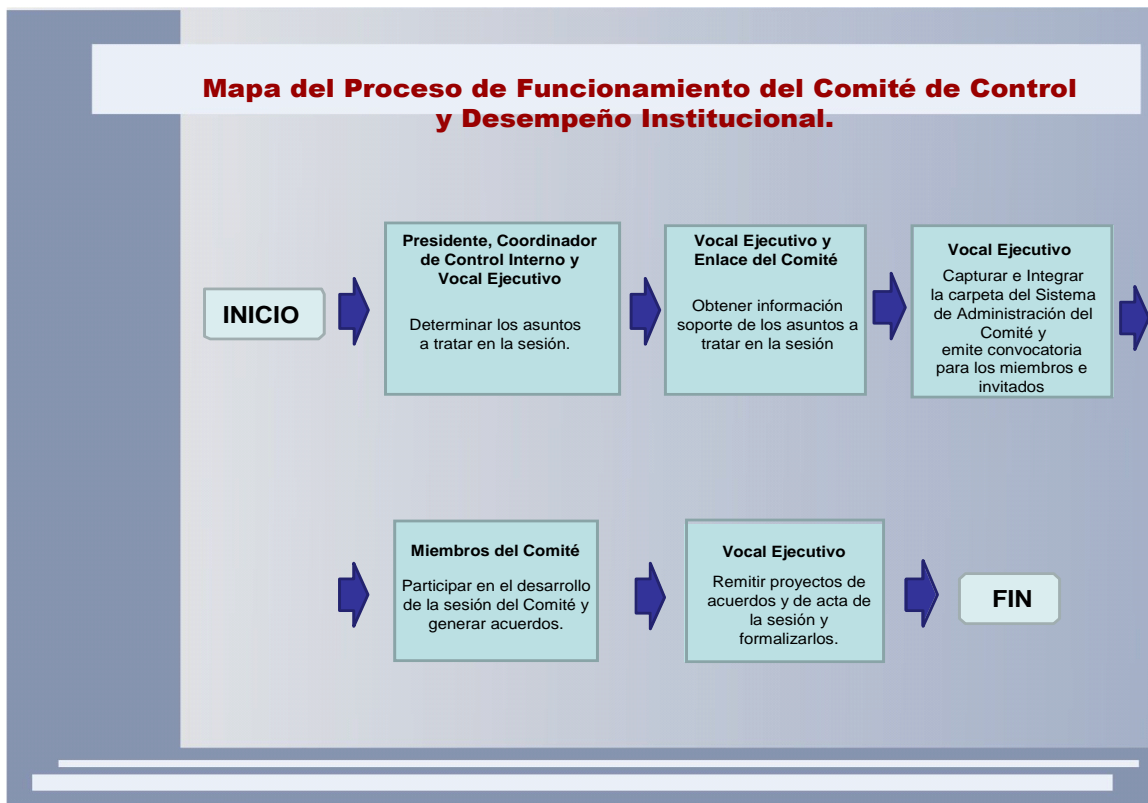 Mapa del Proceso de Funcionamiento del Comité de Control
y Desempeño Institucional.
INICIO
Presidente, Coordinador
de Control Interno y
Vocal Ejecutivo
Determinar los asuntos
a tratar en la sesión.
Vocal Ejecutivo y
Enlace del Comité
Obtener información
soporte de los asuntos a
tratar en la sesión
Vocal Ejecutivo
Capturar e Integrar
la carpeta del Sistema
de Administración del
Comité y
emite convocatoria
para los miembros e
invitados
Miembros del Comité
Participar en el desarrollo
de la sesión del Comité y
generar acuerdos.
Vocal Ejecutivo
Remitir proyectos de
acuerdos y de acta de
la sesión y
formalizarlos.
FIN